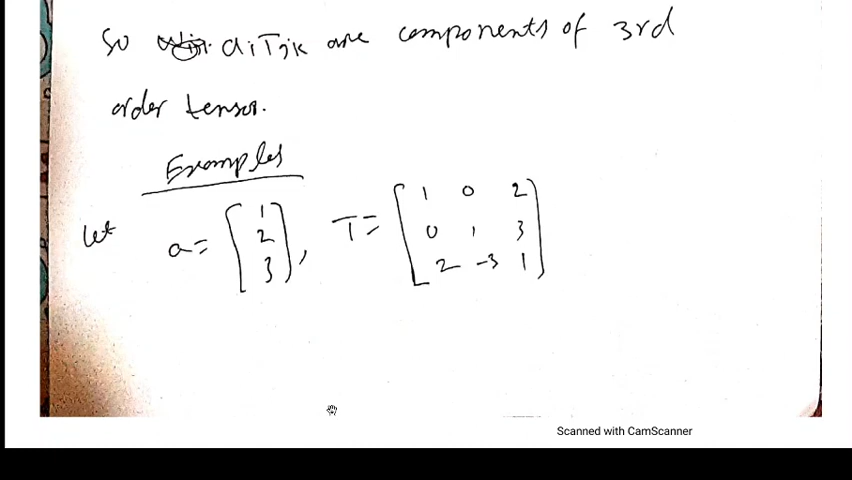 So aiTjk are components of 3rd
order tensor.
Examples
Let a = [1 2 3], T = [1 0 2
0 1 3
2 -3 1]
Scanned with CamScanner